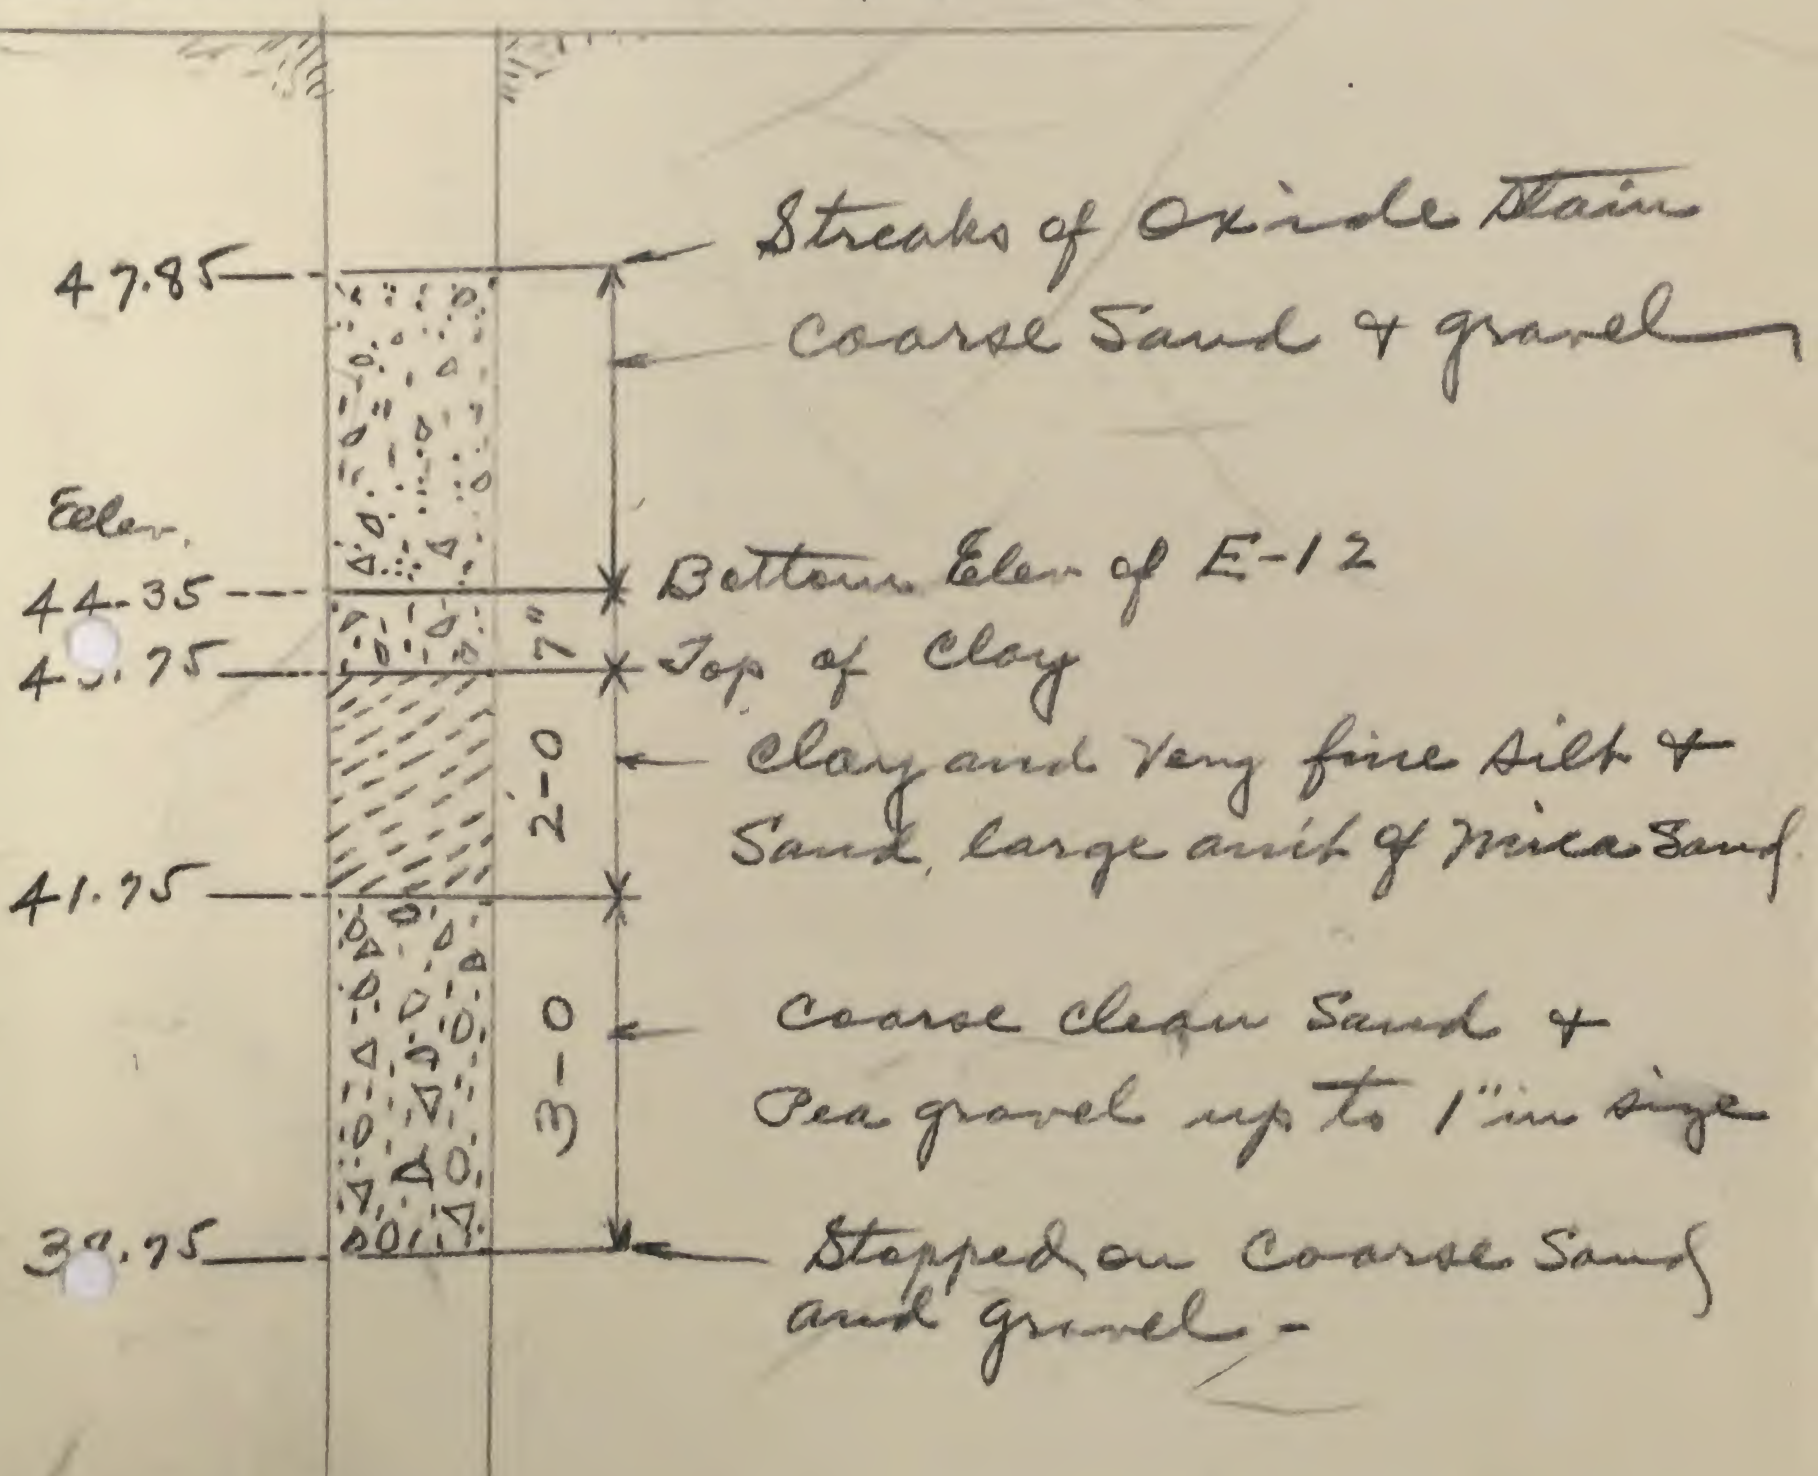 47.85
Streaks of Oxide Stain
Coarse Sand & gravel
Elev.
44.35
Bottom Elev of E-12
7"
Top of Clay
Clay and Very fine silt &
Sand, large am't of Mica Sand
2-0
41.75
3-0
Coarse clean Sand &
Pea gravel up to 1" in size
Stopped on Coarse Sand
and gravel -